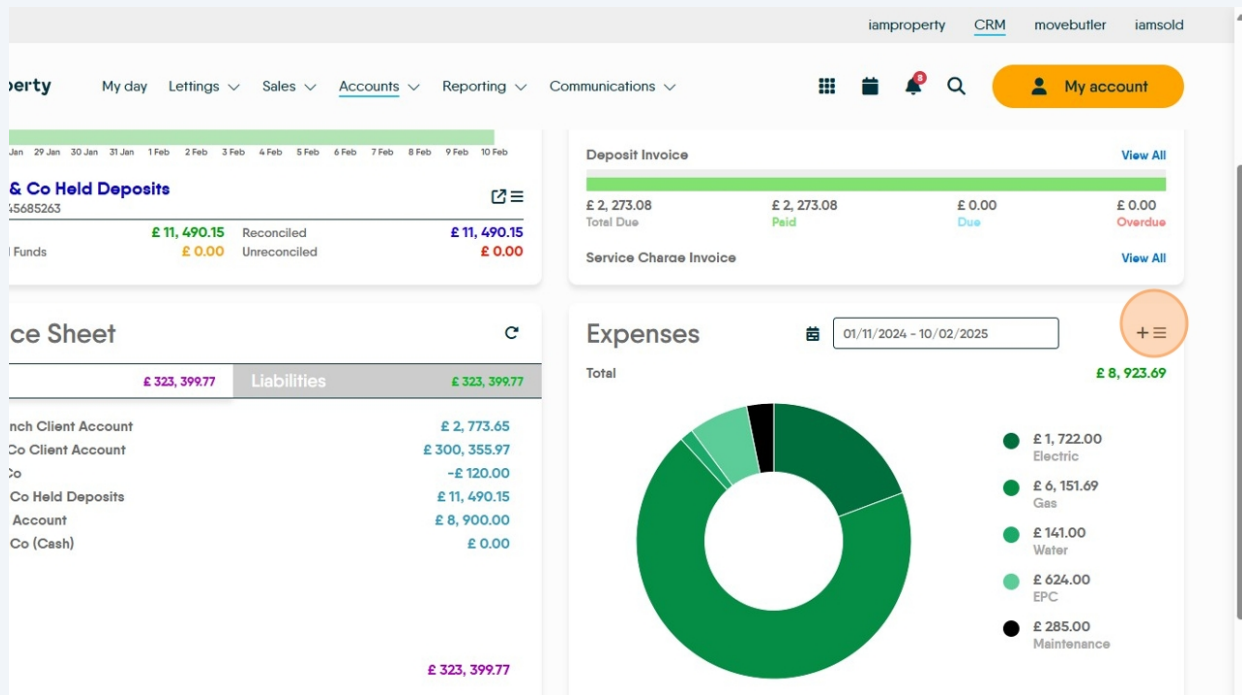 iamproperty CRM movebutler iamsold
perty My day Lettings Sales Accounts Reporting Communications 8 My account
Jan 29 Jan 30 Jan 31 Jan 1 Feb 2 Feb 3 Feb 4 Feb 5 Feb 6 Feb 7 Feb 8 Feb 9 Feb 10 Feb
& Co Held Deposits
45685263
£ 11, 490.15 Reconciled £ 11, 490.15
Funds £ 0.00 Unreconciled £ 0.00
Deposit Invoice View All
£ 2, 273.08 £ 2, 273.08 £ 0.00 £ 0.00
Total Due Paid Due Overdue
Service Charge Invoice View All
ce Sheet
£ 323, 399.77 Liabilities £ 323, 399.77
nch Client Account £ 2, 773.65
Co Client Account £ 300, 355.97
Co -£ 120.00
Co Held Deposits £ 11, 490.15
Account £ 8, 900.00
Co (Cash) £ 0.00
£ 323, 399.77
Expenses 01/11/2024 - 10/02/2025
Total £ 8, 923.69
£ 1, 722.00
Electric
£ 6, 151.69
Gas
£ 141.00
Water
£ 624.00
EPC
£ 285.00
Maintenance